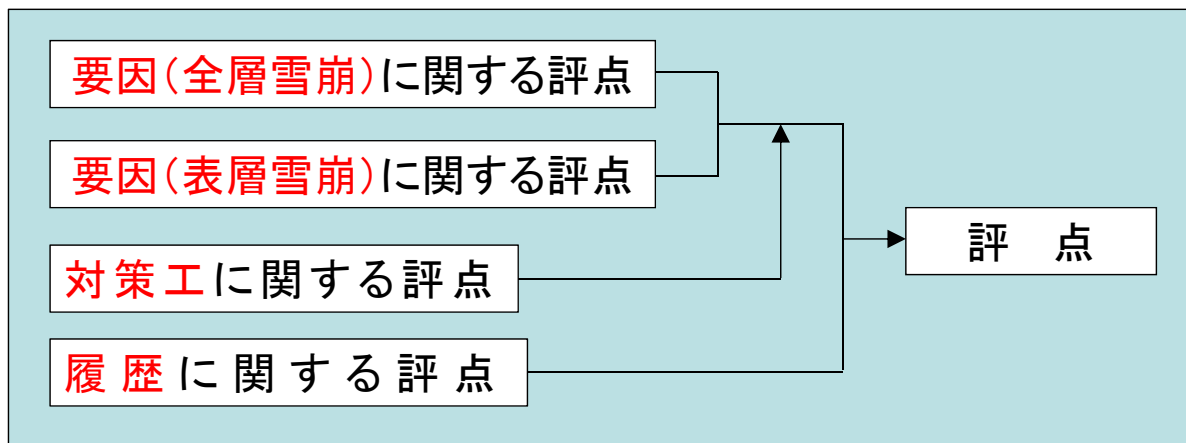 要因(全層雪崩)に関する評点
要因(表層雪崩)に関する評点
対策工に関する評点
履歴に関する評点
評　点